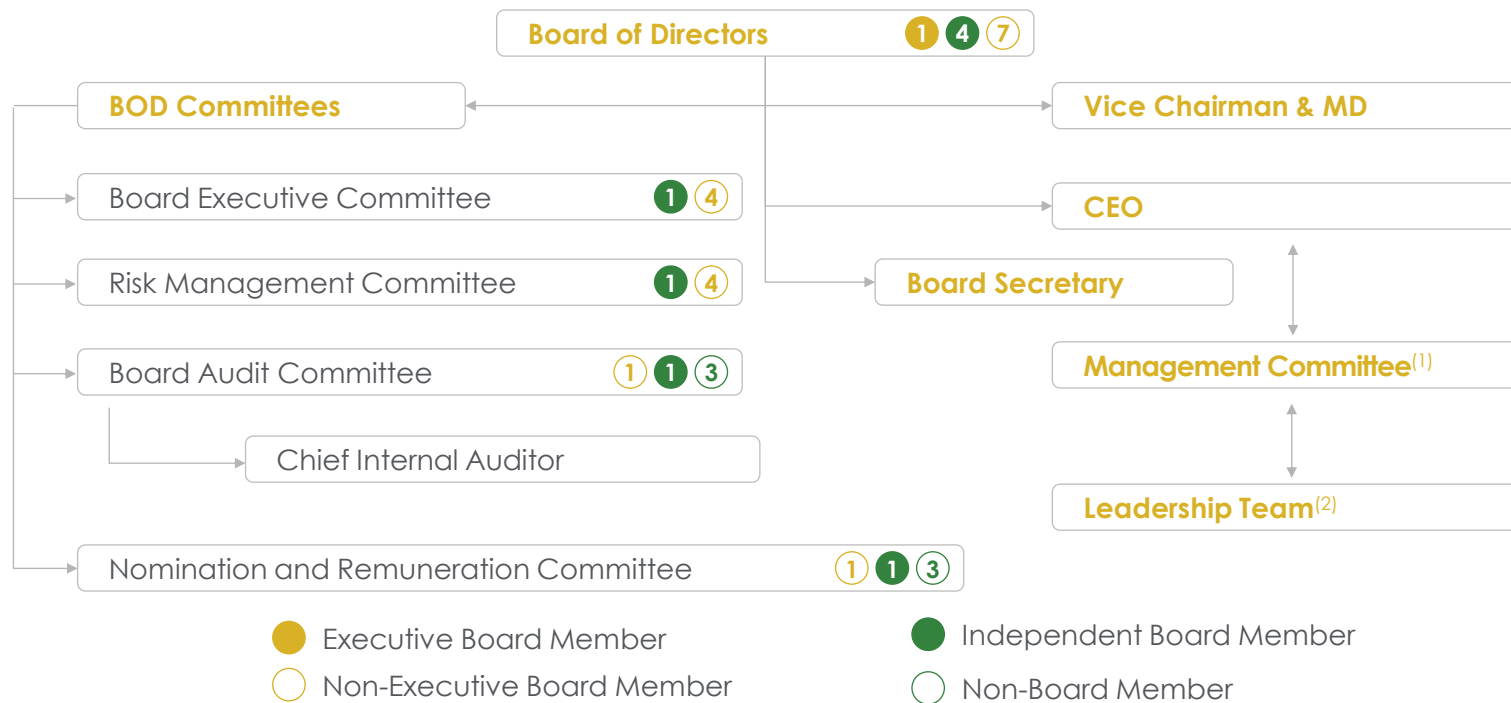 Board of Directors 1 4 7
BOD Committees
Vice Chairman & MD
Board Executive Committee 1 4
CEO
Risk Management Committee 1 4
Board Secretary
Board Audit Committee 1 1 3
Management Committee(1)
Chief Internal Auditor
Leadership Team(2)
Nomination and Remuneration Committee 1 1 3
Executive Board Member
Independent Board Member
Non-Executive Board Member
Non-Board Member